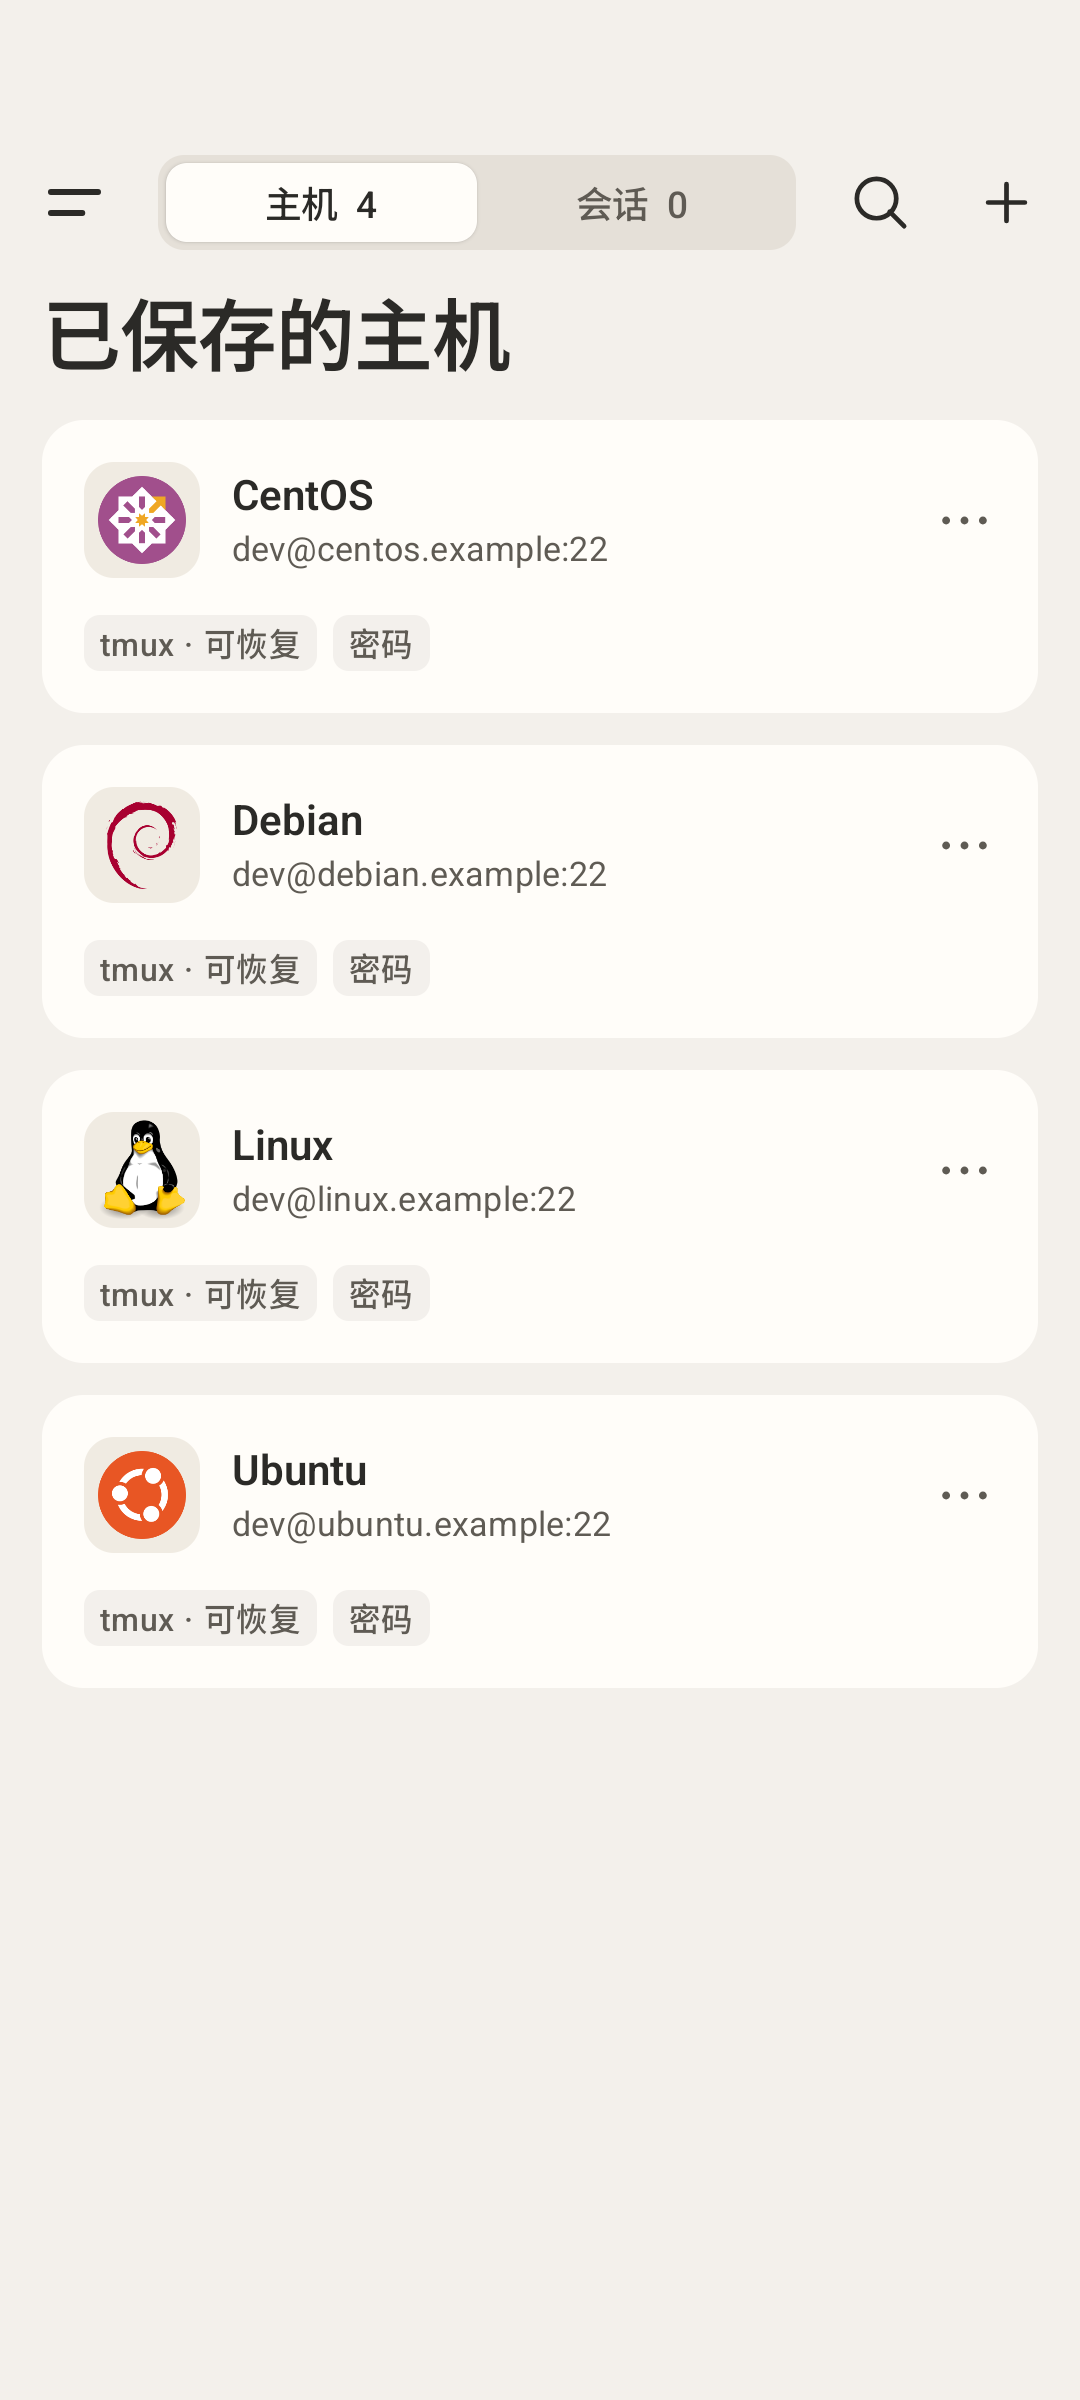 主机 4
会话 0
已保存的主机
CentOS
dev@centos.example:22
tmux · 可恢复
密码
Debian
dev@debian.example:22
tmux · 可恢复
密码
Linux
dev@linux.example:22
tmux · 可恢复
密码
Ubuntu
dev@ubuntu.example:22
tmux · 可恢复
密码